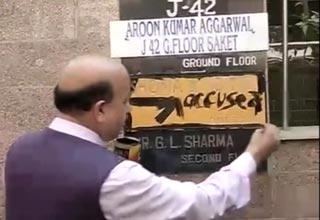 J-42
AROON KUMAR AGGARWAL
J 42 G.FLOOR SAKET
GROUND FLOOR
accused
R. G. L. SHARMA
SECOND F